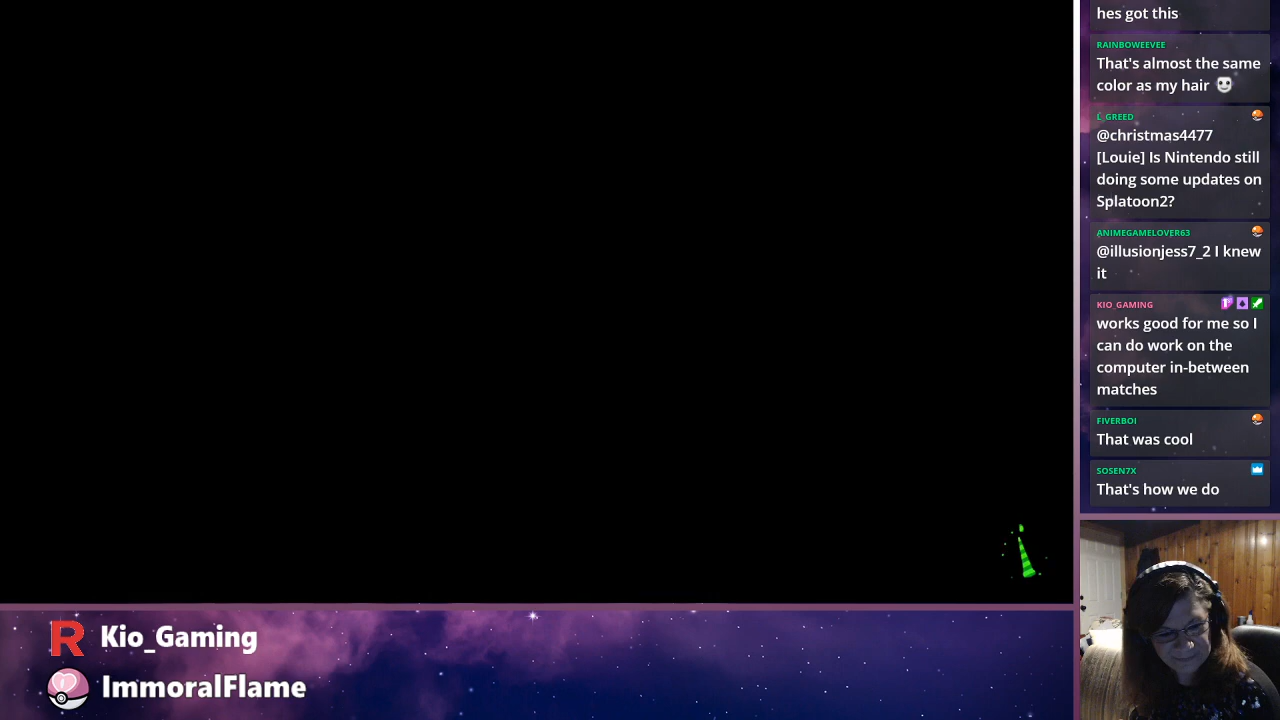 hes got this
RAINBOWEEVEE
That's almost the same
color as my hair
L_GREED
@christmas4477
[Louie] Is Nintendo still
doing some updates on
Splatoon2?
ANIMEGAMELOVER63
@illusionjess7_2 I knew
it
KIO_GAMING
works good for me so I
can do work on the
computer in-between
matches
FIVERBOI
That was cool
SOSEN7X
That's how we do
R Kio_Gaming
ImmoralFlame